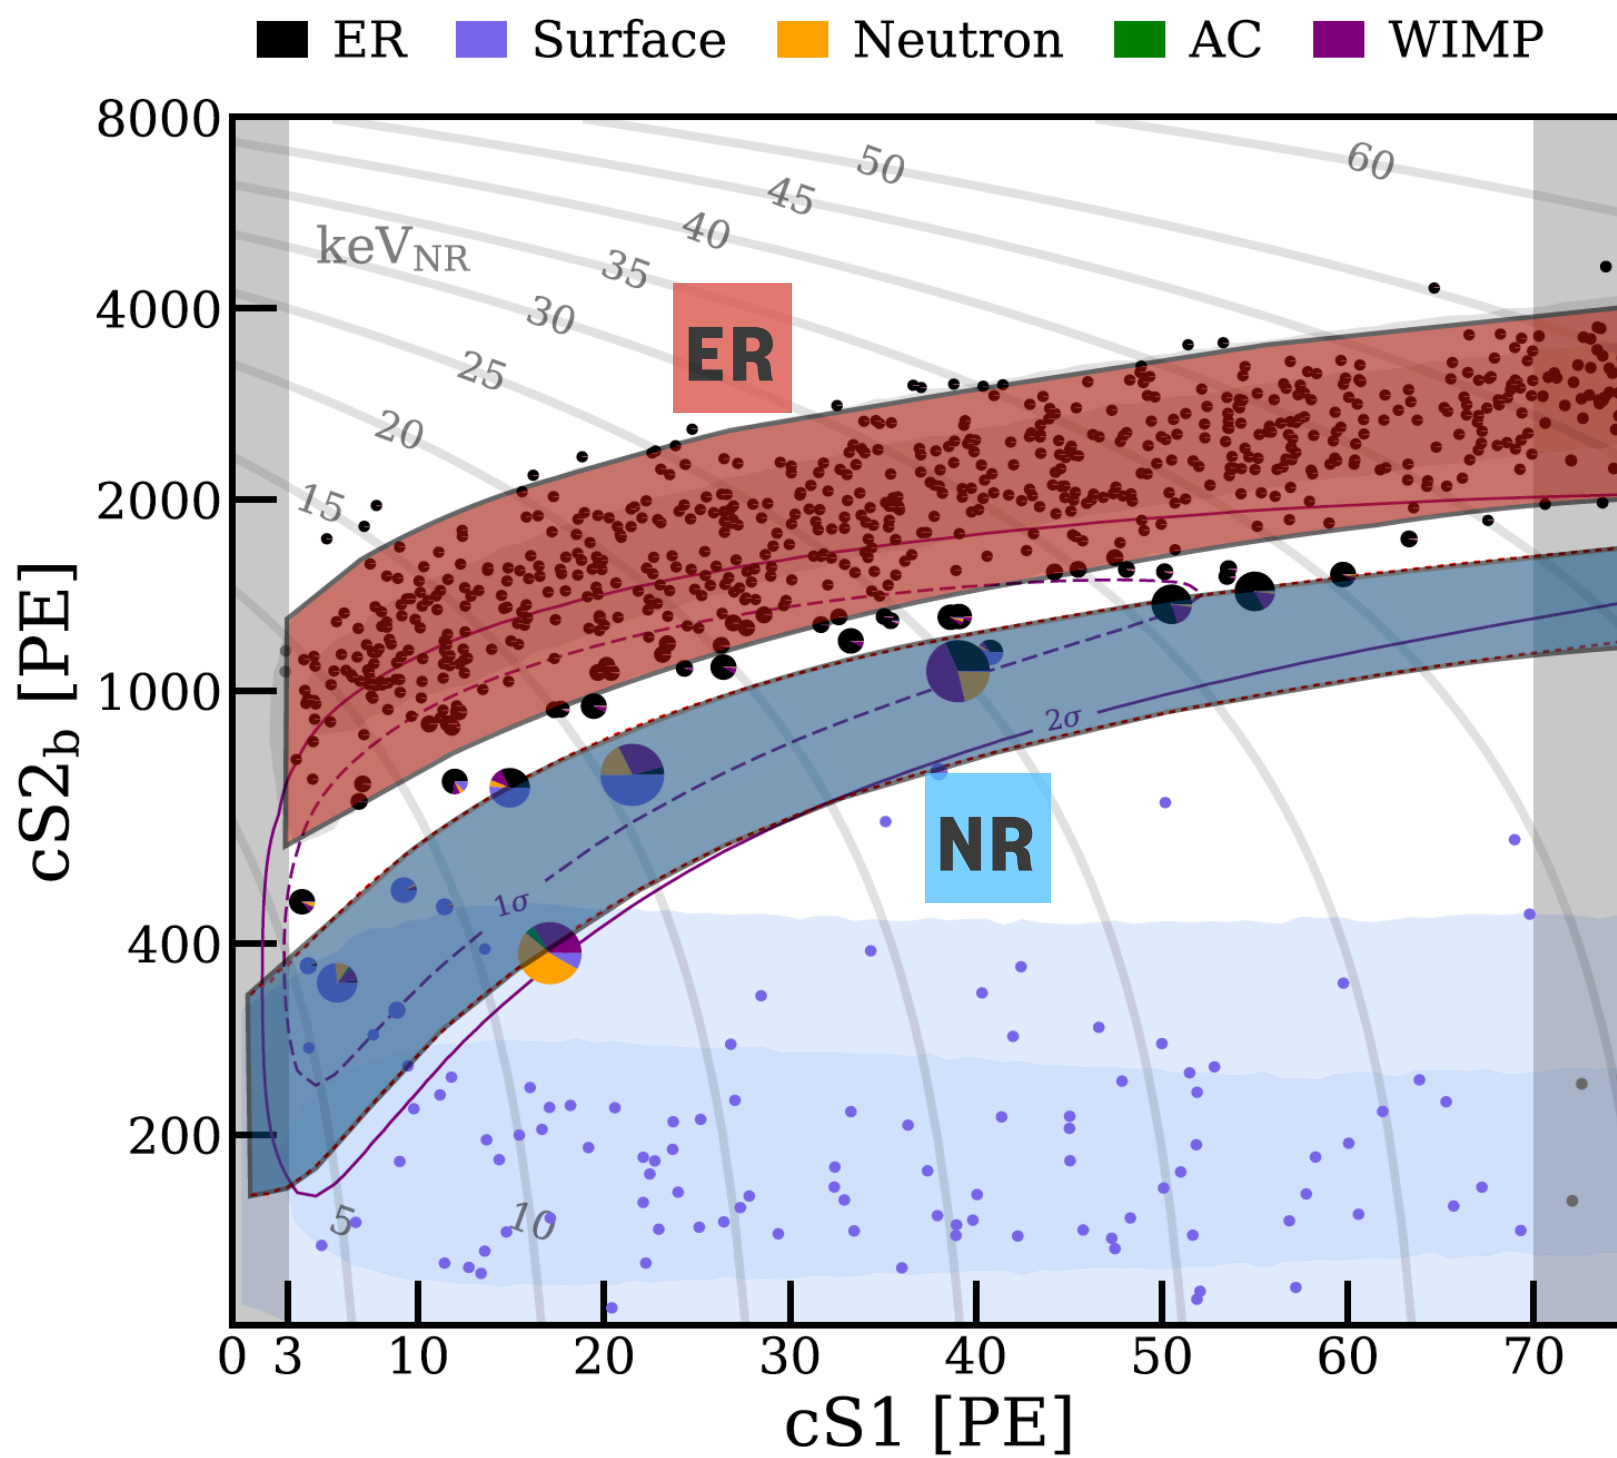 ER Surface Neutron AC WIMP
8000
4000
2000
1000
400
200
cS2b [PE]
keVNR
50
60
45
40
35
30
25
20
15
ER
NR
2σ
1σ
5
10
0 3 10 20 30 40 50 60 70
cS1 [PE]